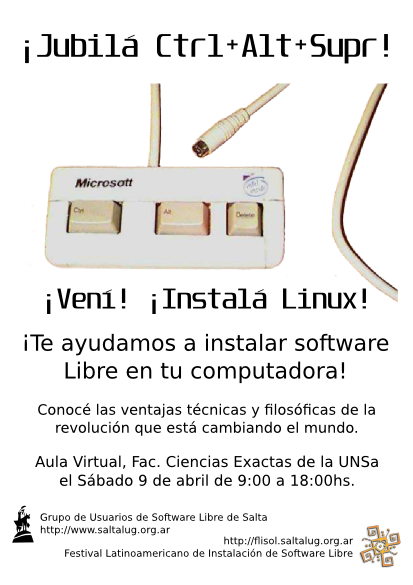 ¡Jubilá Ctrl+Alt+Supr!
Microsoft
Ctrl
Alt
Delete
¡Vení! ¡Instalá Linux!
¡Te ayudamos a instalar software
Libre en tu computadora!
Conocé las ventajas técnicas y filosóficas de la
revolución que está cambiando el mundo.
Aula Virtual, Fac. Ciencias Exactas de la UNSa
el Sábado 9 de abril de 9:00 a 18:00hs.
Grupo de Usuarios de Software Libre de Salta
http://www.saltalug.org.ar
http://flisol.saltalug.org.ar
Festival Latinoamericano de Instalación de Software Libre